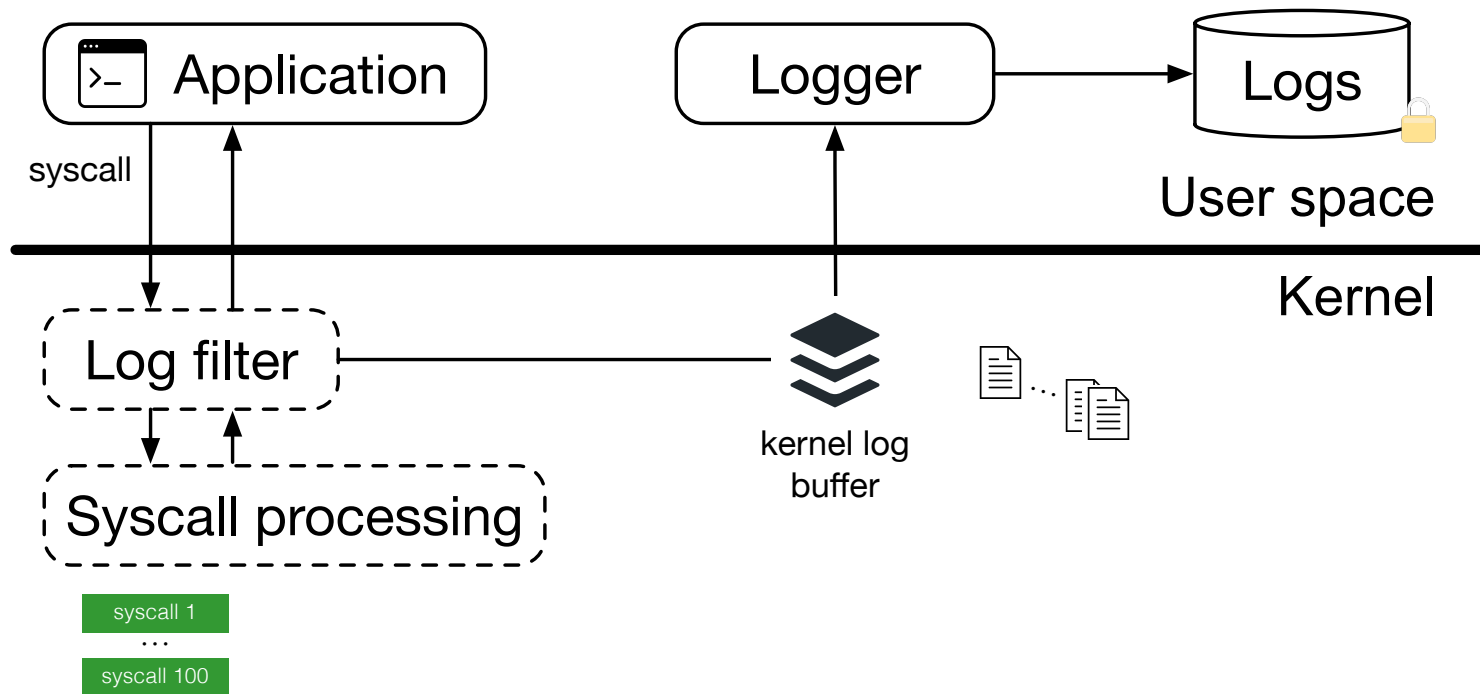 >_ Application
Logger
Logs
syscall
User space
Kernel
Log filter
kernel log
buffer
Syscall processing
syscall 1
...
syscall 100